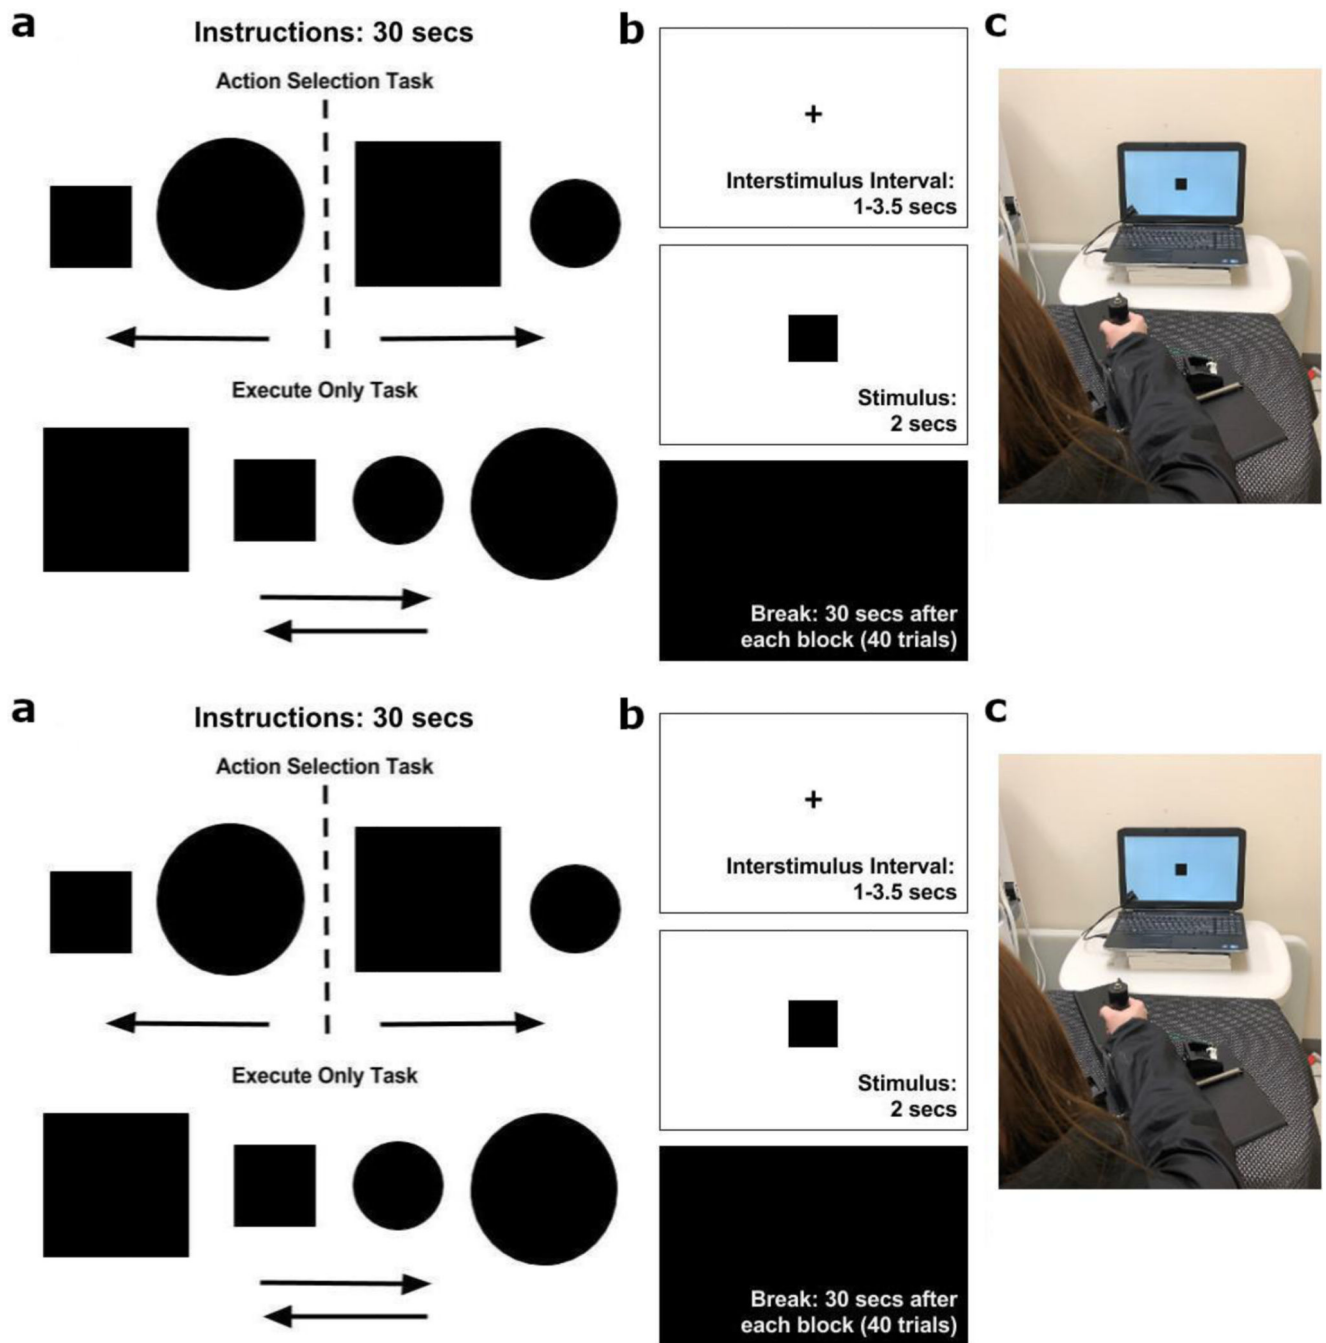 a
Instructions: 30 secs
Action Selection Task
Execute Only Task
b
+
Interstimulus Interval:
1-3.5 secs
Stimulus:
2 secs
Break: 30 secs after
each block (40 trials)
c
a
Instructions: 30 secs
Action Selection Task
Execute Only Task
b
+
Interstimulus Interval:
1-3.5 secs
Stimulus:
2 secs
Break: 30 secs after
each block (40 trials)
c